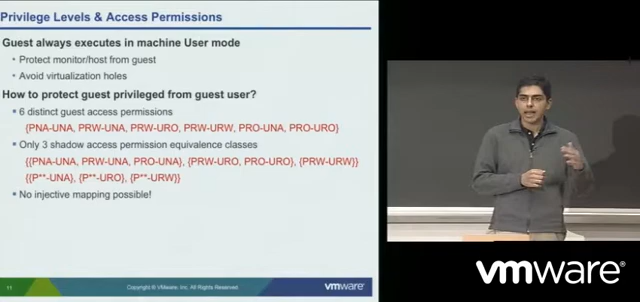 Privilege Levels & Access Permissions
Guest always executes in machine User mode
Protect monitor/host from guest
Avoid virtualization holes
How to protect guest privileged from guest user?
6 distinct guest access permissions
{PNA-UNA, PRW-UNA, PRW-URO, PRW-URW, PRO-UNA, PRO-URO}
Only 3 shadow access permission equivalence classes
{{PNA-UNA, PRW-UNA, PRO-UNA}, {PRW-URO, PRO-URO}, {PRW-URW}}
{{P**-UNA}, {P**-URO}, {P**-URW}}
No injective mapping possible!
11
Copyright © VMware, Inc. All Rights Reserved
vmware
vmware®